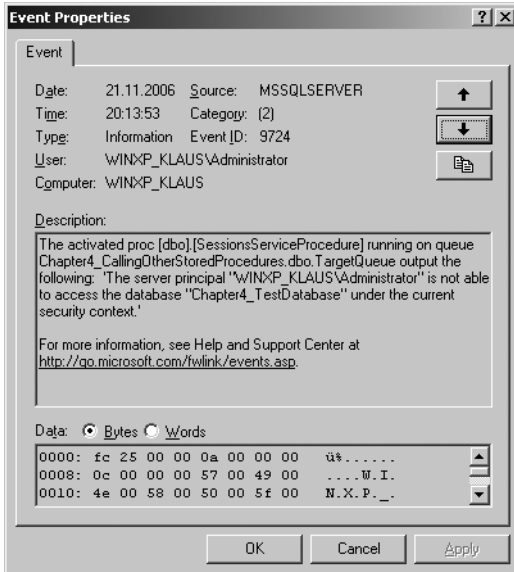 Event Properties
Event
Date: 21.11.2006 Source: MSSQLSERVER
Time: 20:13:53 Category: (2)
Type: Information Event ID: 9724
User: WINXP_KLAUS\Administrator
Computer: WINXP_KLAUS
Description:
The activated proc [dbo].[SessionsServiceProcedure] running on queue
Chapter4_CallingOtherStoredProcedures.dbo.TargetQueue output the
following: 'The server principal "WINXP_KLAUS\Administrator" is not able
to access the database "Chapter4_TestDatabase" under the current
security context.'
For more information, see Help and Support Center at
http://go.microsoft.com/fwlink/events.asp.
Data: Bytes Words
0000: fc 25 00 00 0a 00 00 00 ü%......
0008: 0c 00 00 00 57 00 49 00 ....W.I.
0010: 4e 00 58 00 50 00 5f 00 N.X.P._.
OK Cancel Apply